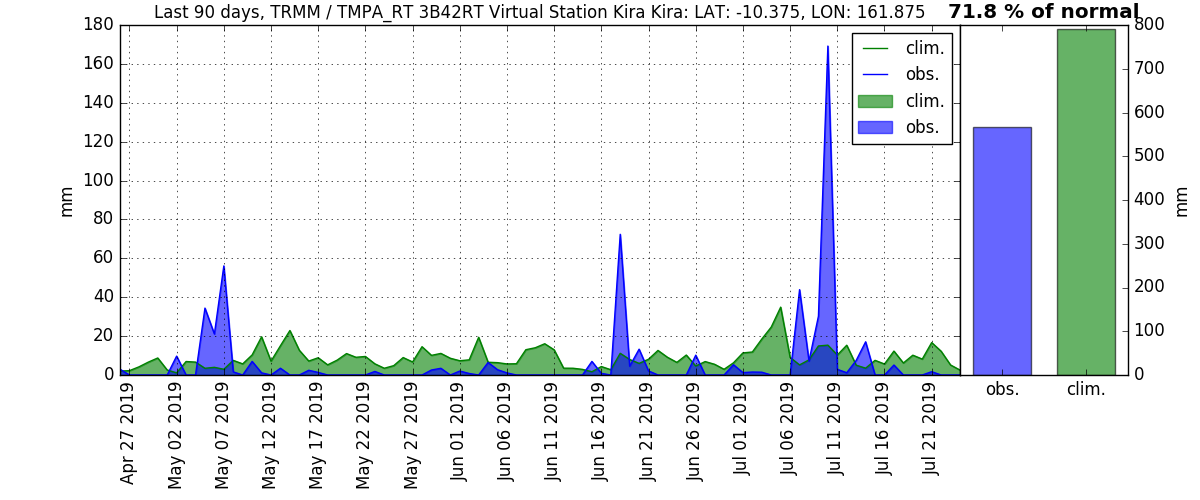 Last 90 days, TRMM / TMPA_RT 3B42RT Virtual Station Kira Kira: LAT: -10.375, LON: 161.875
71.8 % of normal
180
160
140
120
100
80
60
40
20
0
mm
clim.
obs.
clim.
obs.
800
700
600
500
400
300
200
100
0
mm
Apr 27 2019
May 02 2019
May 07 2019
May 12 2019
May 17 2019
May 22 2019
May 27 2019
Jun 01 2019
Jun 06 2019
Jun 11 2019
Jun 16 2019
Jun 21 2019
Jun 26 2019
Jul 01 2019
Jul 06 2019
Jul 11 2019
Jul 16 2019
Jul 21 2019
obs.
clim.